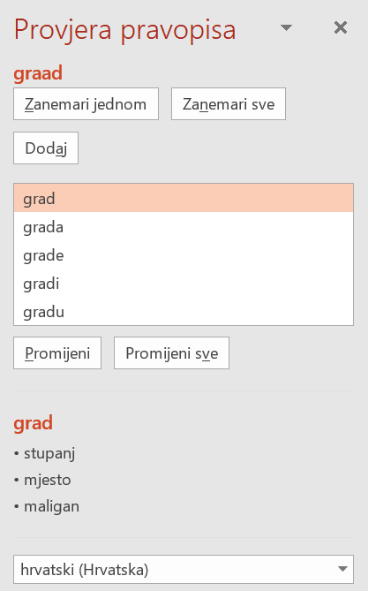 Provjera pravopisa
graad
Zanemari jednom Zanemari sve
Dodaj
grad
grada
grade
gradi
gradu
Promijeni Promijeni sve
grad
• stupanj
• mjesto
• maligan
hrvatski (Hrvatska)